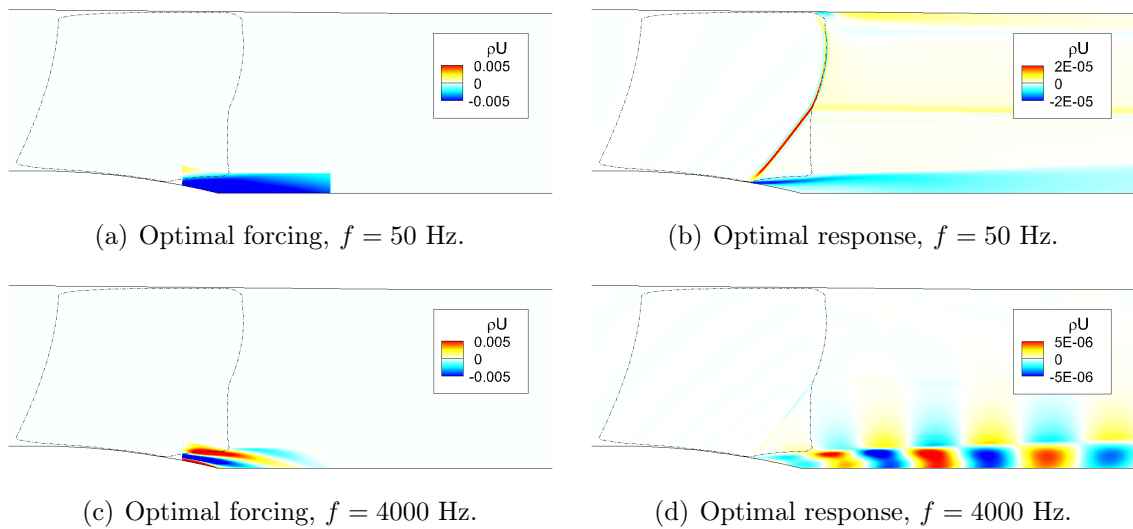 ρU
0.005
0
-0.005
ρU
2E-05
0
-2E-05
(a) Optimal forcing, f = 50 Hz.
(b) Optimal response, f = 50 Hz.
ρU
0.005
0
-0.005
ρU
5E-06
0
-5E-06
(c) Optimal forcing, f = 4000 Hz.
(d) Optimal response, f = 4000 Hz.